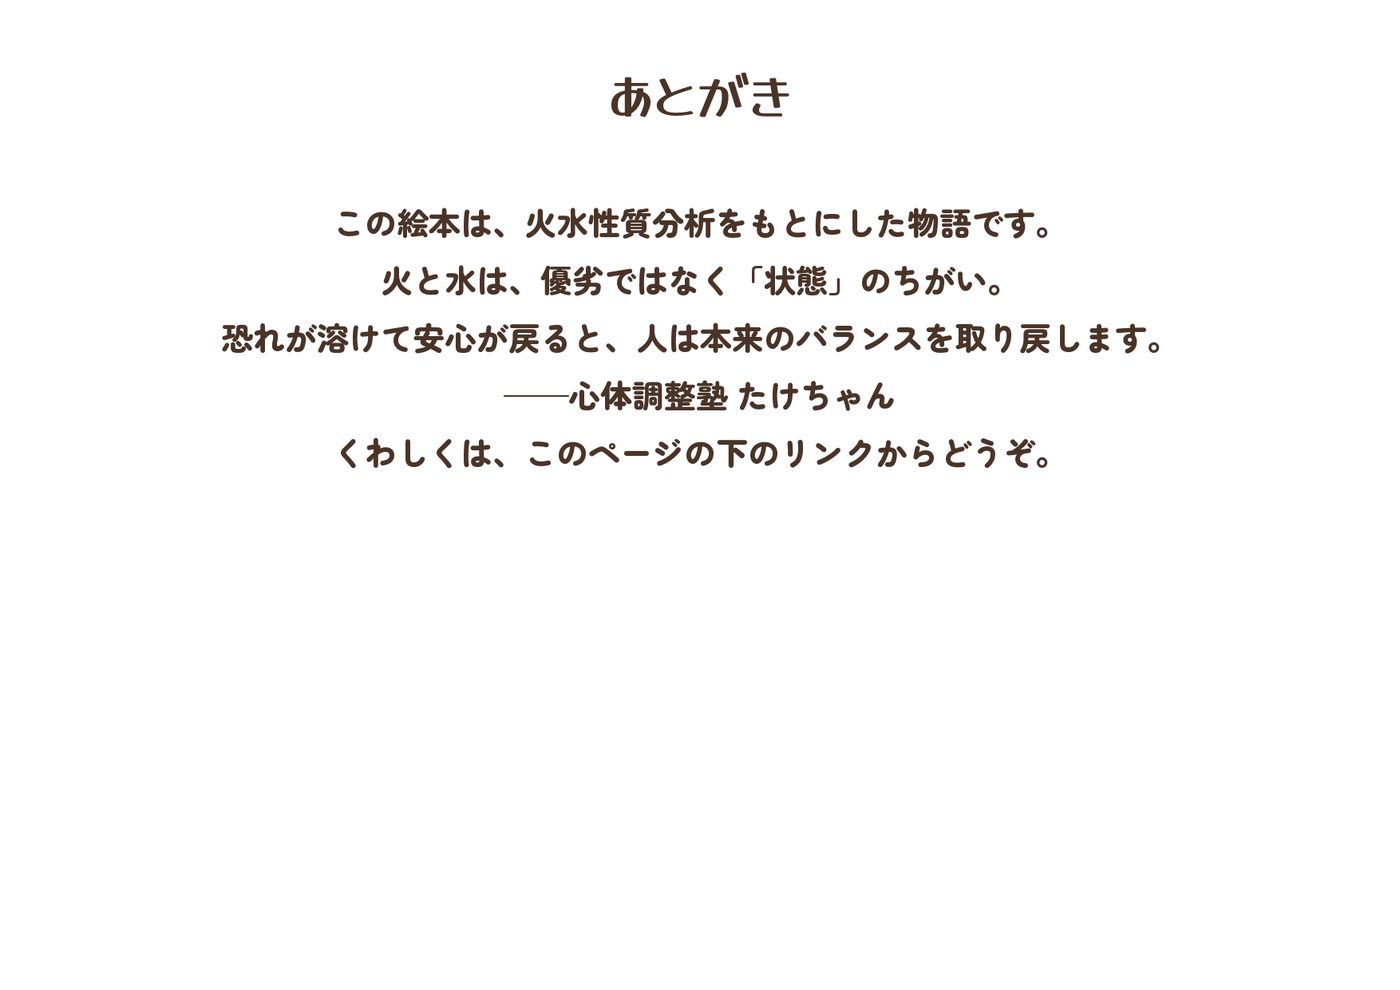 あとがき
この絵本は、火水性質分析をもとにした物語です。
火と水は、優劣ではなく「状態」のちがい。
恐れが溶けて安心が戻ると、人は本来のバランスを取り戻します。
──心体調整塾 たけちゃん
くわしくは、このページの下のリンクからどうぞ。